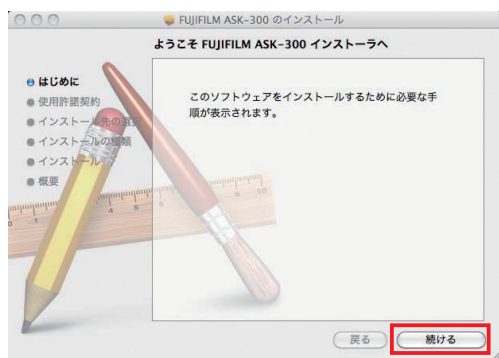 FUJIFILM ASK-300 のインストール
ようこそ FUJIFILM ASK-300 インストーラへ
はじめに
使用許諾契約
インストール先の選択
インストールの種類
インストール
概要
このソフトウェアをインストールするために必要な手
順が表示されます。
戻る
続ける